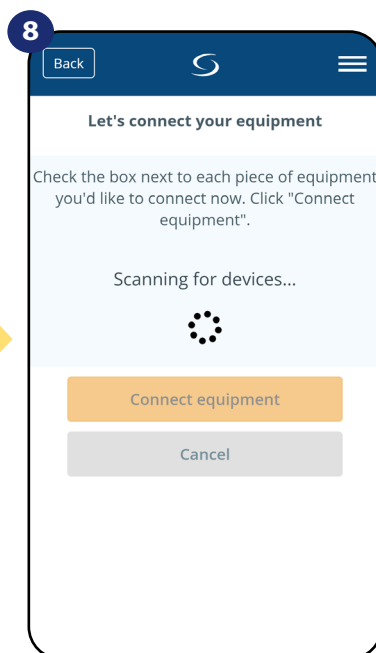 8
Back
Let's connect your equipment
Check the box next to each piece of equipment
you'd like to connect now. Click "Connect
equipment".
Scanning for devices...
Connect equipment
Cancel